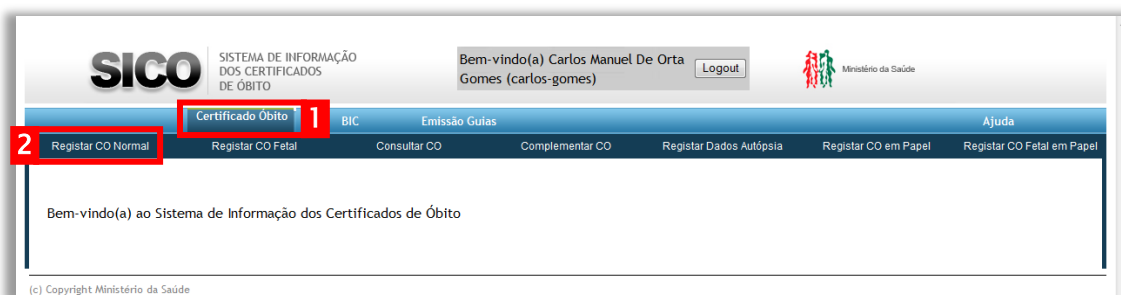 SICO
SISTEMA DE INFORMAÇÃO
DOS CERTIFICADOS
DE ÓBITO
Bem-vindo(a) Carlos Manuel De Orta
Gomes (carlos-gomes)
Logout
Ministério da Saúde
Certificado Óbito
1
BIC
Emissão Guias
Ajuda
2
Registar CO Normal
Registar CO Fetal
Consultar CO
Complementar CO
Registar Dados Autópsia
Registar CO em Papel
Registar CO Fetal em Papel
Bem-vindo(a) ao Sistema de Informação dos Certificados de Óbito
(c) Copyright Ministério da Saúde